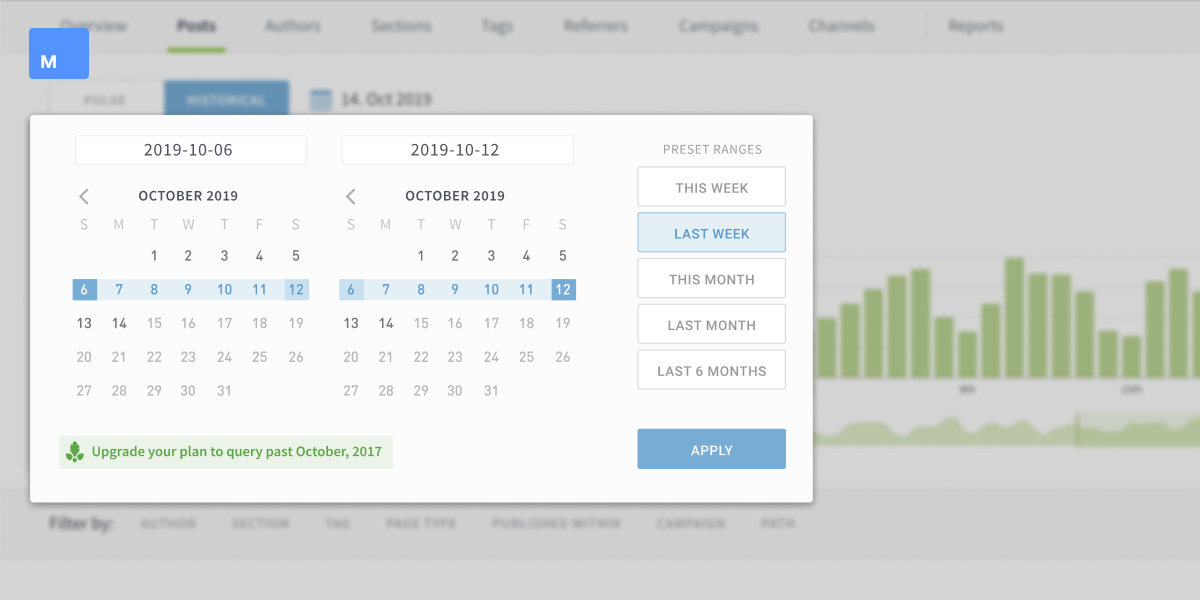 Overview Posts Authors Sections Tags Referrers Campaigns Channels Reports
M
PULSE HISTORICAL 14. Oct 2019
2019-10-06 2019-10-12 PRESET RANGES
OCTOBER 2019 OCTOBER 2019 THIS WEEK
S M T W T F S S M T W T F S LAST WEEK
1 2 3 4 5 1 2 3 4 5 THIS MONTH
6 7 8 9 10 11 12 6 7 8 9 10 11 12 LAST MONTH
13 14 15 16 17 18 19 13 14 15 16 17 18 19 LAST 6 MONTHS
20 21 22 23 24 25 26 20 21 22 23 24 25 26
27 28 29 30 31 27 28 29 30 31
Upgrade your plan to query past October, 2017 APPLY
Filter by: AUTHOR SECTION TAG PAGE TYPE PUBLISHED WITHIN CAMPAIGN PATH